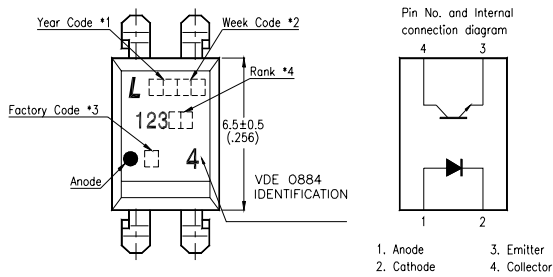 Year Code *1
Week Code *2
Rank *4
L
123
Factory Code *3
4
Anode
6.5±0.5
(.256)
VDE 0884
IDENTIFICATION
Pin No. and Internal
connection diagram
4 3
1 2
1. Anode 3. Emitter
2. Cathode 4. Collector